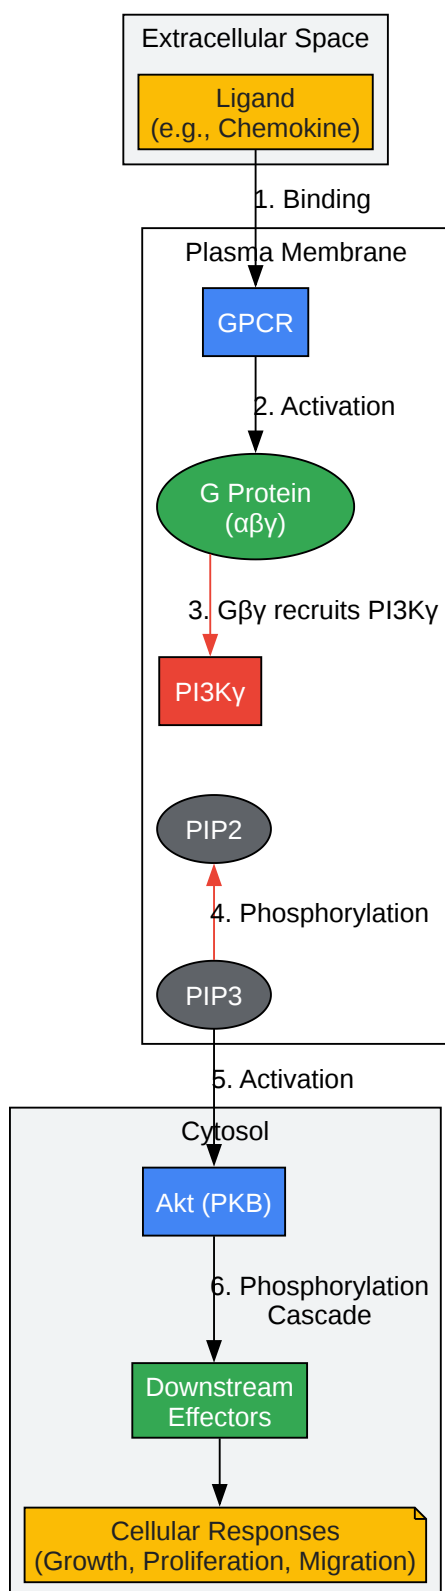 Extracellular Space
Ligand
(e.g., Chemokine)
1. Binding
Plasma Membrane
GPCR
2. Activation
G Protein
(αβγ)
3. Gβγ recruits PI3Kγ
PI3Kγ
PIP2
4. Phosphorylation
PIP3
5. Activation
Cytosol
Akt (PKB)
6. Phosphorylation
Cascade
Downstream
Effectors
Cellular Responses
(Growth, Proliferation, Migration)